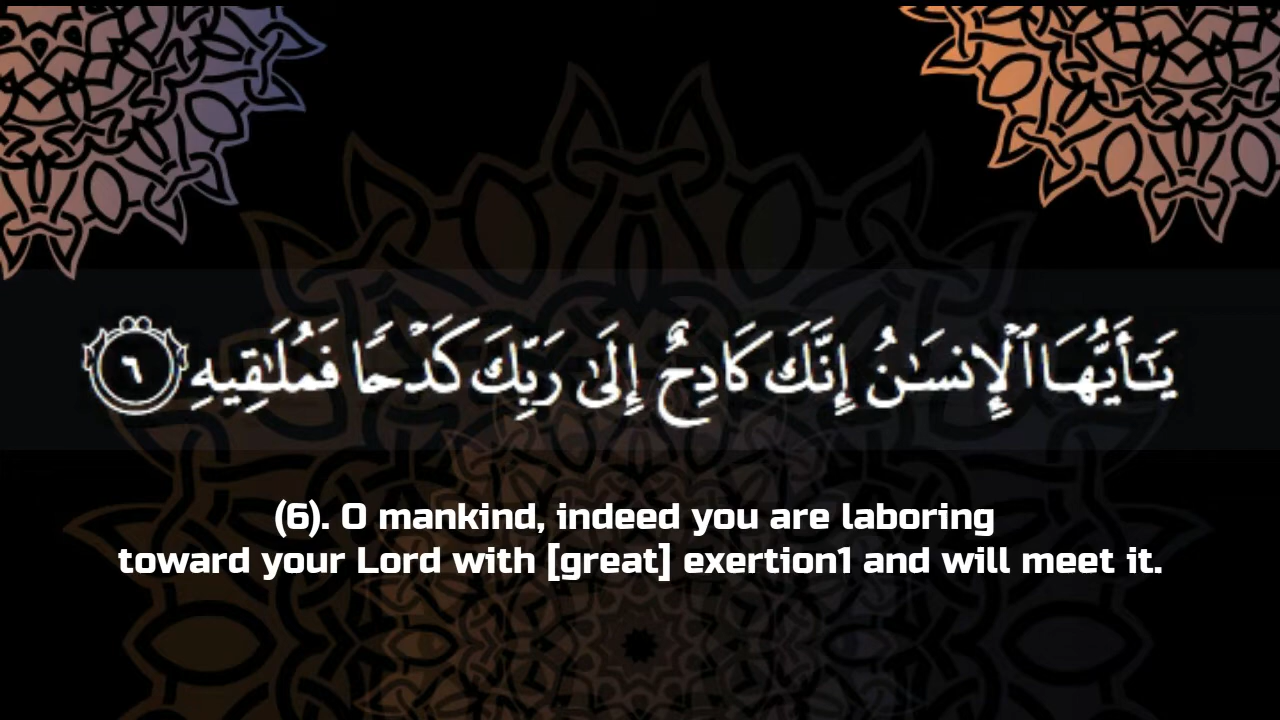 يَـٰٓأَيُّهَا ٱلْإِنسَـٰنُ إِنَّكَ كَادِحٌ إِلَىٰ رَبِّكَ كَدْحًا فَمُلَـٰقِيهِ ٦
(6). O mankind, indeed you are laboring
toward your Lord with [great] exertion1 and will meet it.